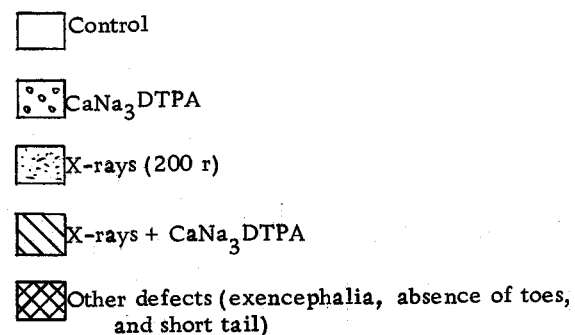 Control
CaNa₃DTPA
X-rays (200 r)
X-rays + CaNa₃DTPA
Other defects (exencephalia, absence of toes,
and short tail)